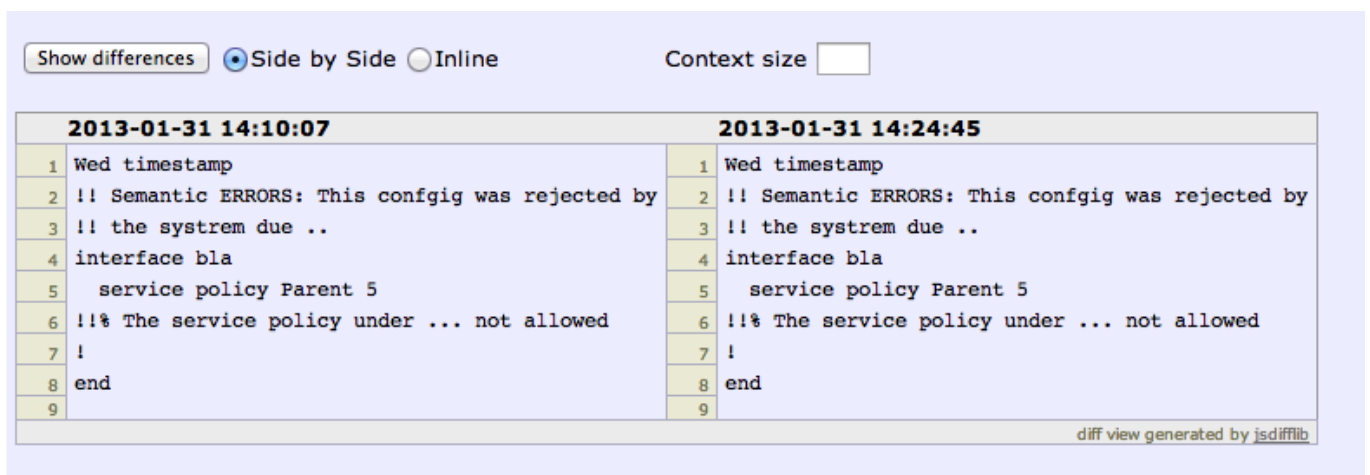 Show differences Side by Side Inline Context size
2013-01-31 14:10:07 2013-01-31 14:24:45
1 Wed timestamp 1 Wed timestamp
2 !! Semantic ERRORS: This confgig was rejected by 2 !! Semantic ERRORS: This confgig was rejected by
3 !! the systrem due .. 3 !! the systrem due ..
4 interface bla 4 interface bla
5 service policy Parent 5 5 service policy Parent 5
6 !!% The service policy under ... not allowed 6 !!% The service policy under ... not allowed
7 ! 7 !
8 end 8 end
9 9
diff view generated by jsdifflib